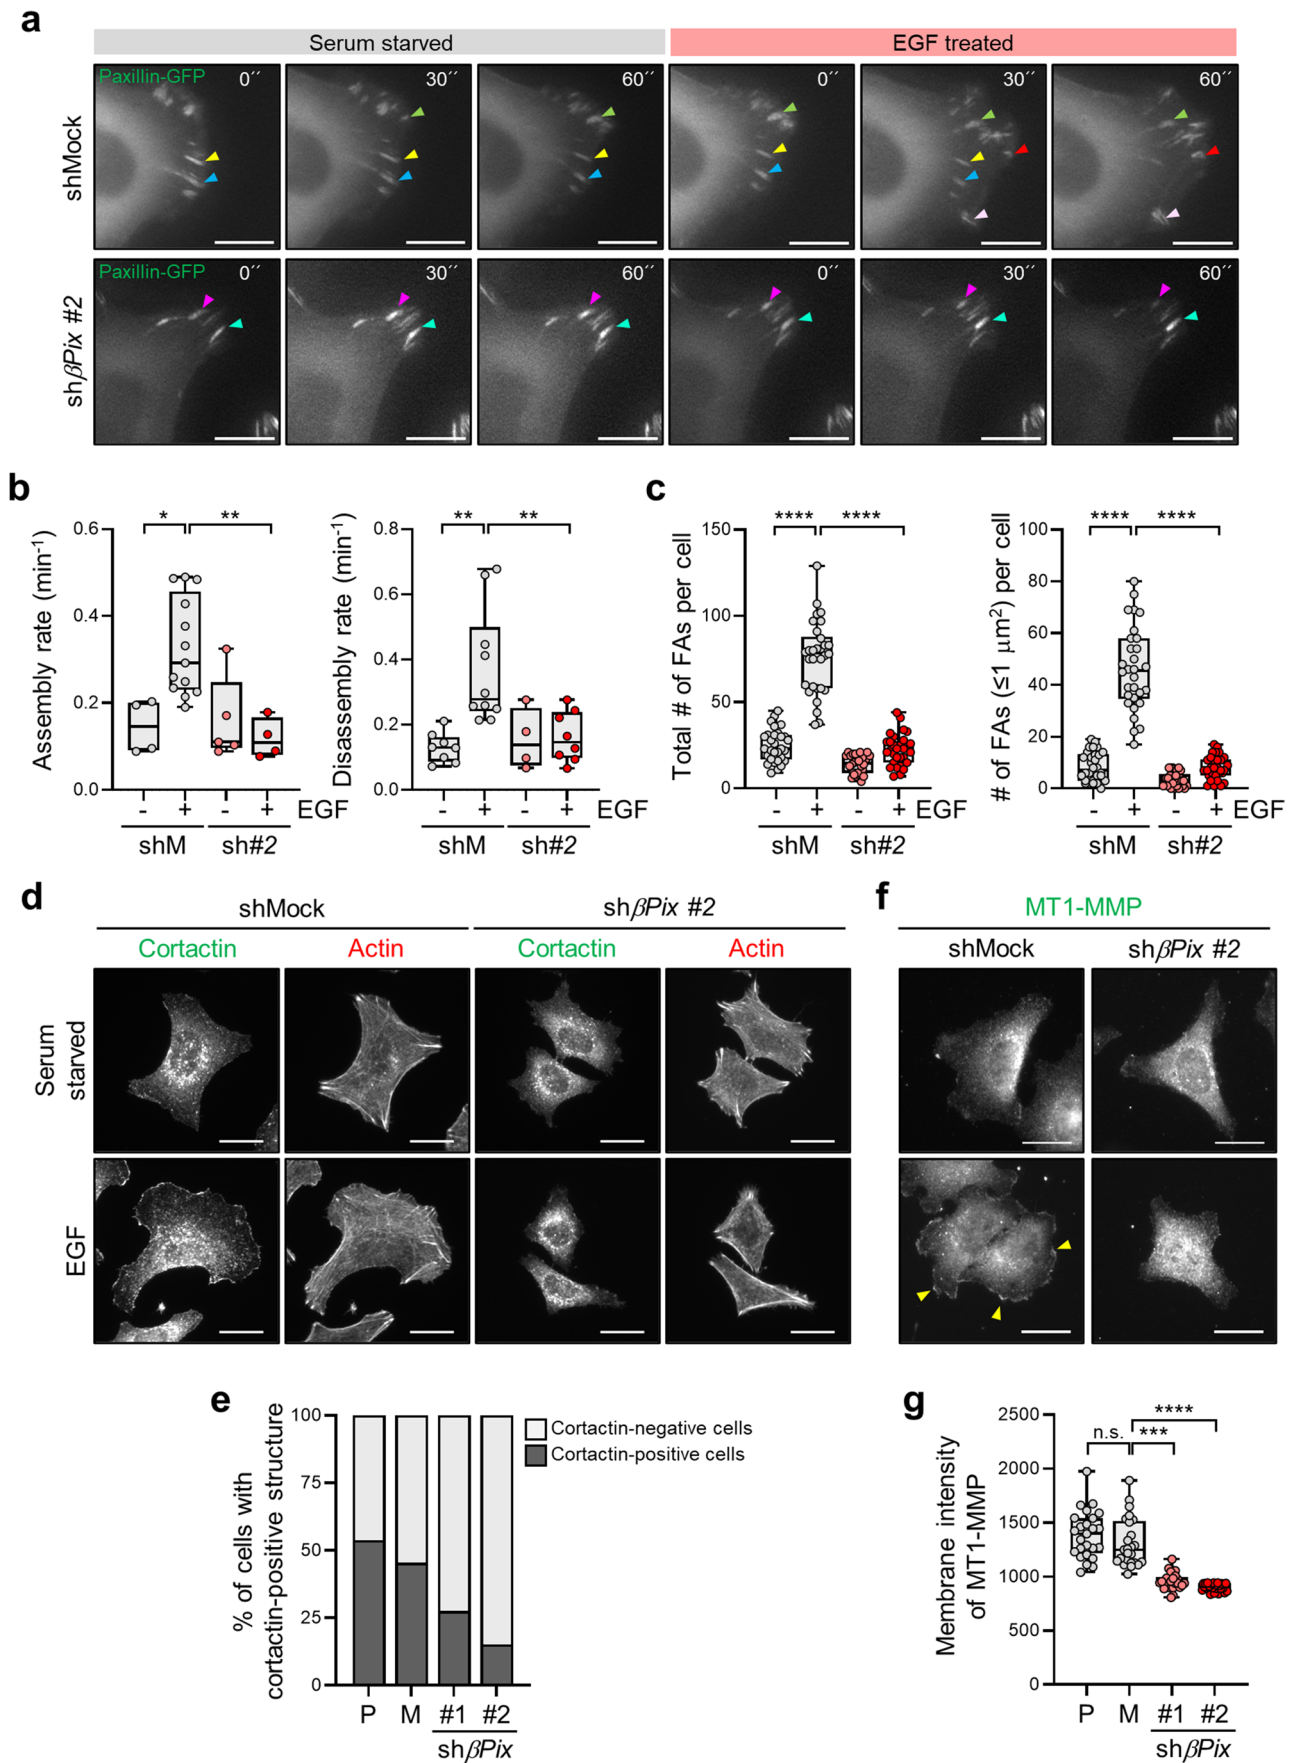 a
Serum starved
EGF treated
shMock
Paxillin-GFP
0´´
30´´
60´´
0´´
30´´
60´´
shβPix #2
Paxillin-GFP
0´´
30´´
60´´
0´´
30´´
60´´
b
Assembly rate (min-1)
0.6
0.4
0.2
0.0
*
**
- + - + EGF
shM sh#2
Disassembly rate (min-1)
0.8
0.6
0.4
0.2
0.0
**
**
- + - + EGF
shM sh#2
c
Total # of FAs per cell
150
100
50
0
****
****
- + - + EGF
shM sh#2
# of FAs (≤1 μm2) per cell
100
80
60
40
20
0
****
****
- + - + EGF
shM sh#2
d
shMock
shβPix #2
Cortactin
Actin
Cortactin
Actin
Serum
starved
EGF
f
MT1-MMP
shMock
shβPix #2
e
% of cells with
cortactin-positive structure
100
75
50
25
0
Cortactin-negative cells
Cortactin-positive cells
P M #1 #2
shβPix
g
Membrane intensity
of MT1-MMP
2500
2000
1500
1000
500
0
****
n.s. ***
P M #1 #2
shβPix